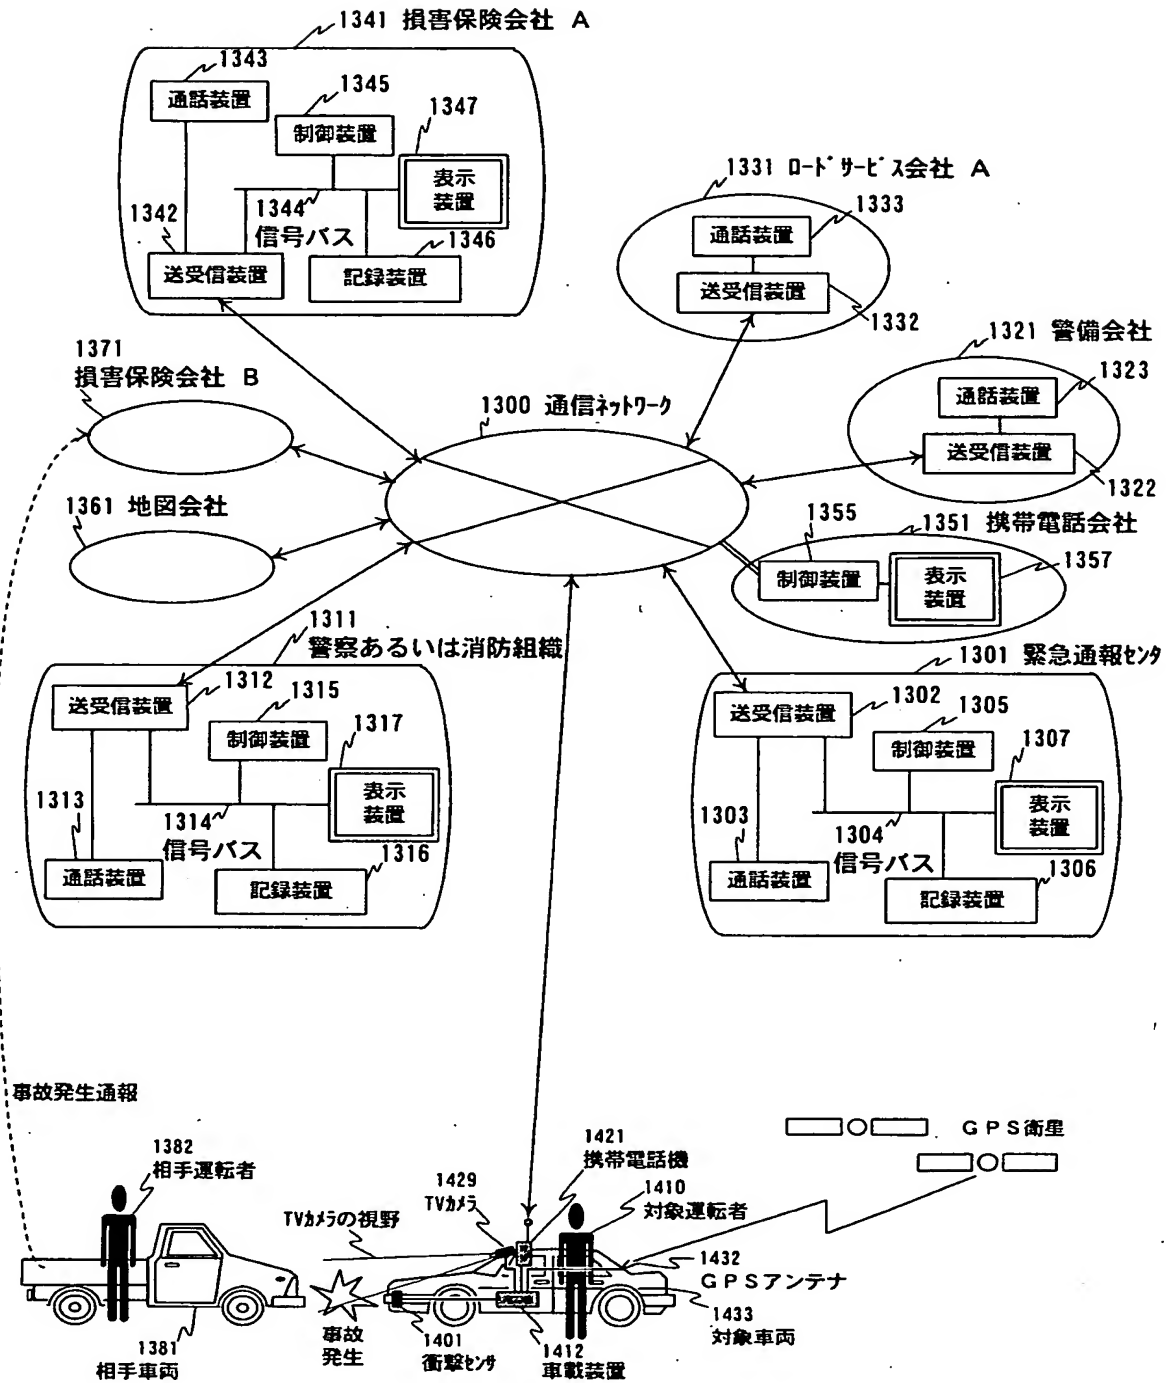 1341 損害保険会社 A
1343
通話装置
1345
制御装置
1347
表示
装置
1344
信号バス
1342
送受信装置
1346
記録装置
1331 ロードサービス会社 A
1333
通話装置
送受信装置
1332
1321 警備会社
1323
通話装置
送受信装置
1322
1371
損害保険会社 B
1300 通信ネットワーク
1361 地図会社
1355
1351 携帯電話会社
制御装置
表示
装置
1357
1311
警察あるいは消防組織
1312
送受信装置
1315
制御装置
1317
表示
装置
1313
通話装置
1314
信号バス
1316
記録装置
1301 緊急通報センタ
1302
送受信装置
1305
制御装置
1307
表示
装置
1303
通話装置
1304
信号バス
1306
記録装置
事故発生通報
GPS衛星
1382
相手運転者
1421
携帯電話機
1429
TVカメラ
1410
対象運転者
TVカメラの視野
1432
GPSアンテナ
1433
対象車両
事故
発生
1401
衝撃センサ
1412
車載装置
1381
相手車両